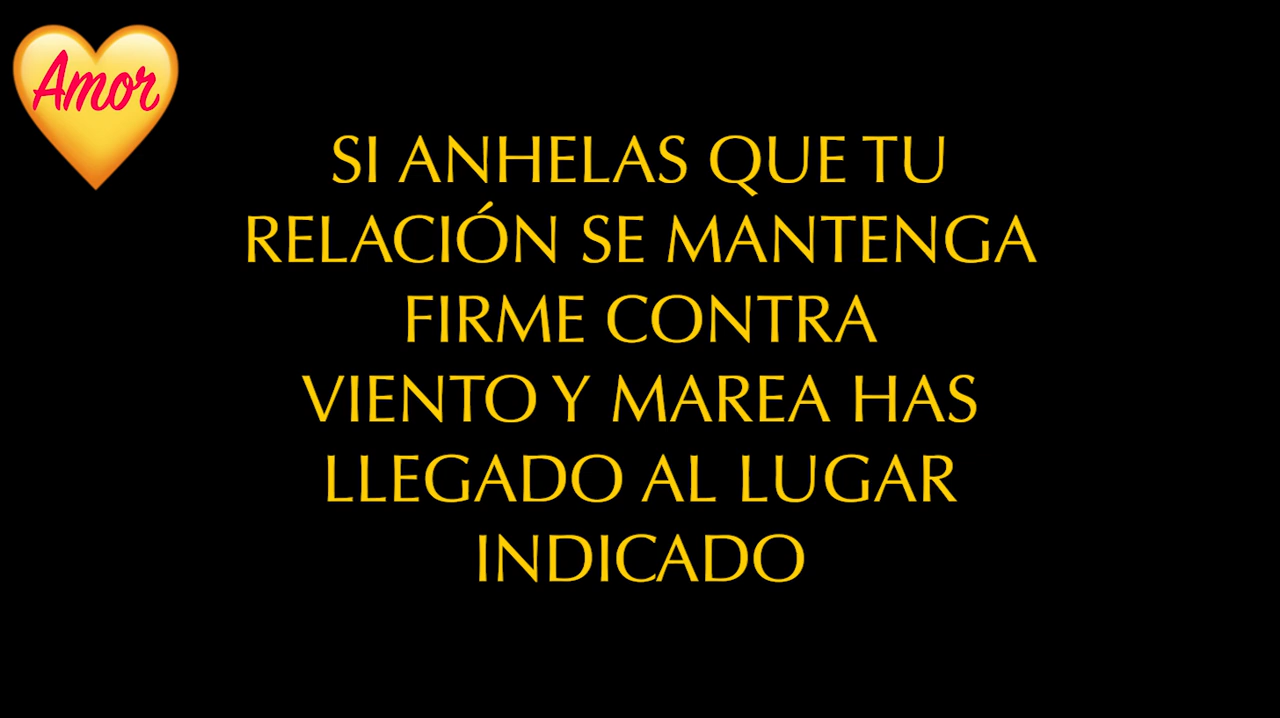 Amor
SI ANHELAS QUE TU
RELACIÓN SE MANTENGA
FIRME CONTRA
VIENTO Y MAREA HAS
LLEGADO AL LUGAR
INDICADO